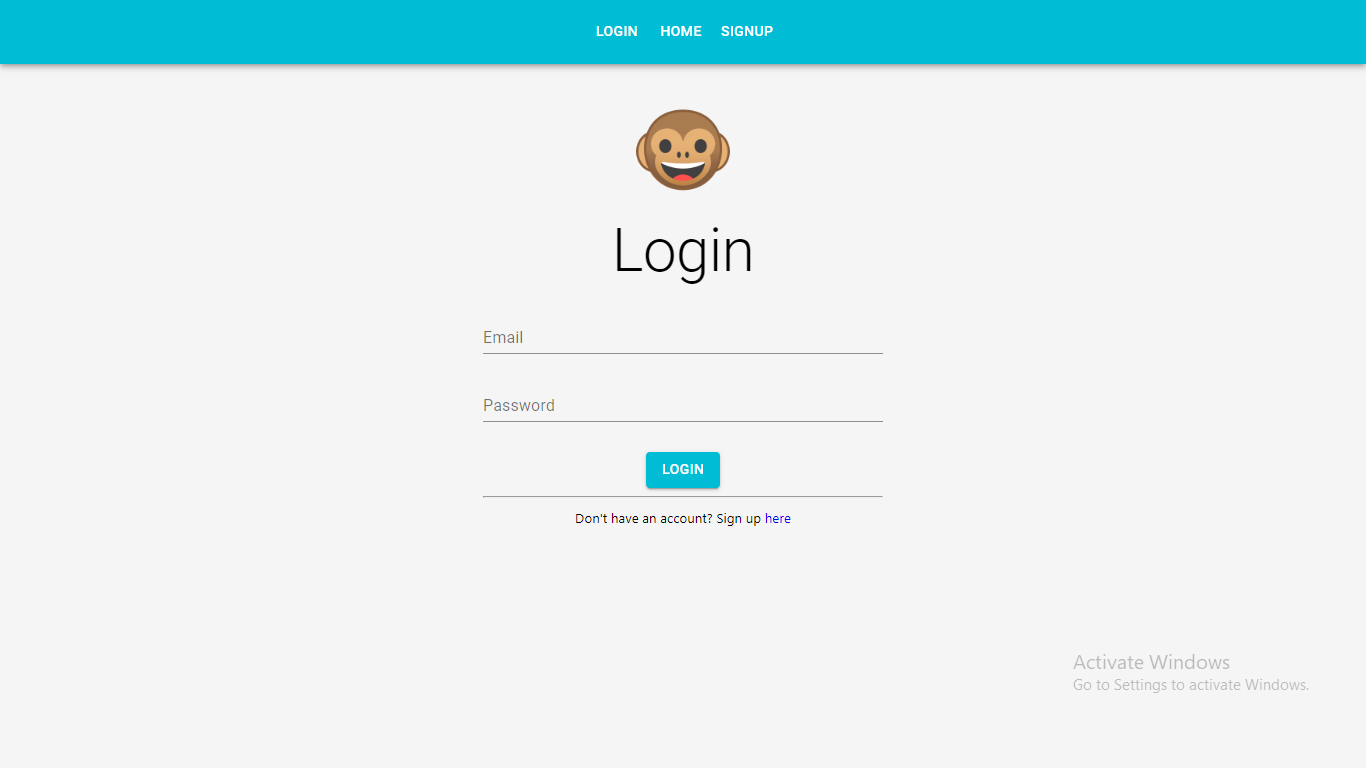 LOGIN HOME SIGNUP
Login
Email
Password
LOGIN
Don't have an account? Sign up here
Activate Windows
Go to Settings to activate Windows.